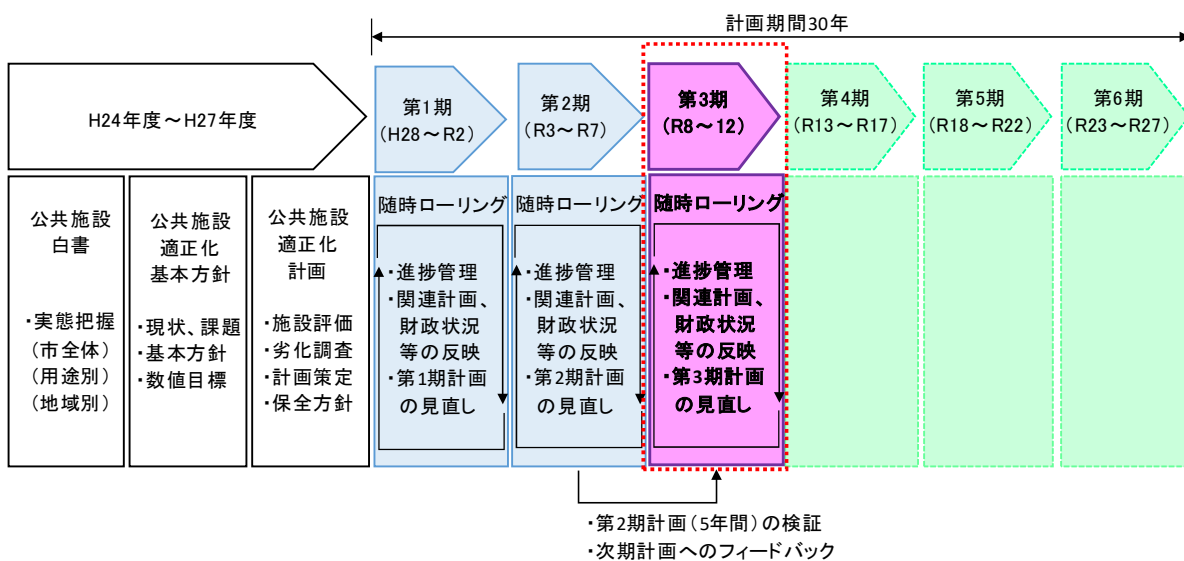 計画期間30年
H24年度～H27年度
第1期
(H28～R2)
第2期
(R3～R7)
第3期
(R8～12)
第4期
(R13～R17)
第5期
(R18～R22)
第6期
(R23～R27)
公共施設
白書
・実態把握
(市全体)
(用途別)
(地域別)
公共施設
適正化
基本方針
・現状、課題
・基本方針
・数値目標
公共施設
適正化
計画
・施設評価
・劣化調査
・計画策定
・保全方針
随時ローリング
・進捗管理
・関連計画、
財政状況
等の反映
・第1期計画
の見直し
随時ローリング
・進捗管理
・関連計画、
財政状況
等の反映
・第2期計画
の見直し
随時ローリング
・進捗管理
・関連計画、
財政状況
等の反映
・第3期計画
の見直し
・第2期計画(5年間)の検証
・次期計画へのフィードバック